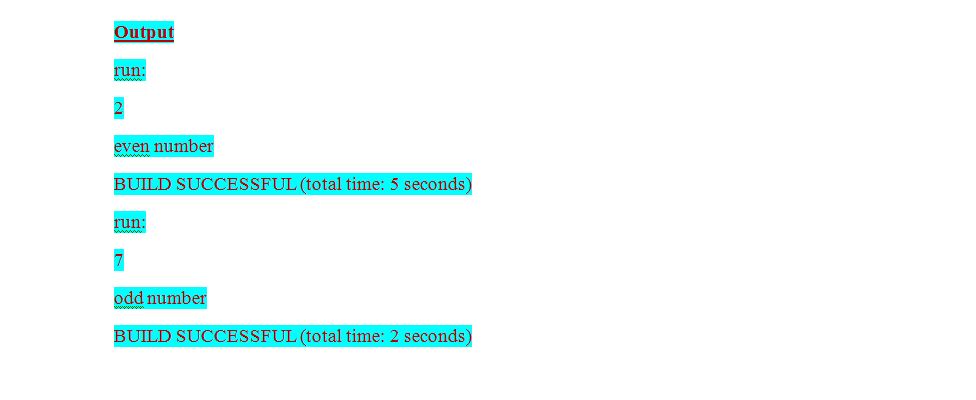 Output
run:
2
even number
BUILD SUCCESSFUL (total time: 5 seconds)
run:
7
odd number
BUILD SUCCESSFUL (total time: 2 seconds)